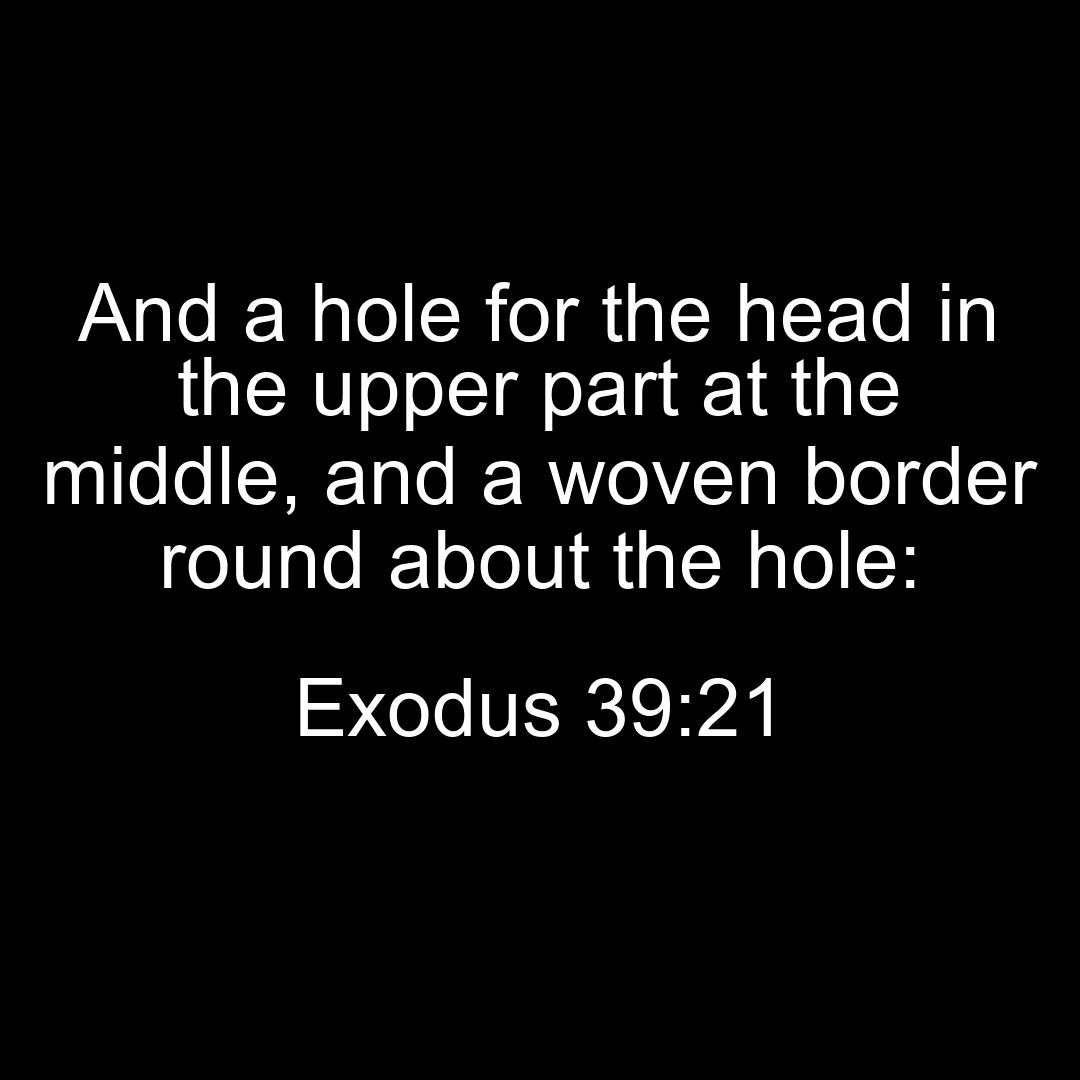 And a hole for the head in
the upper part at the
middle, and a woven border
round about the hole:
Exodus 39:21